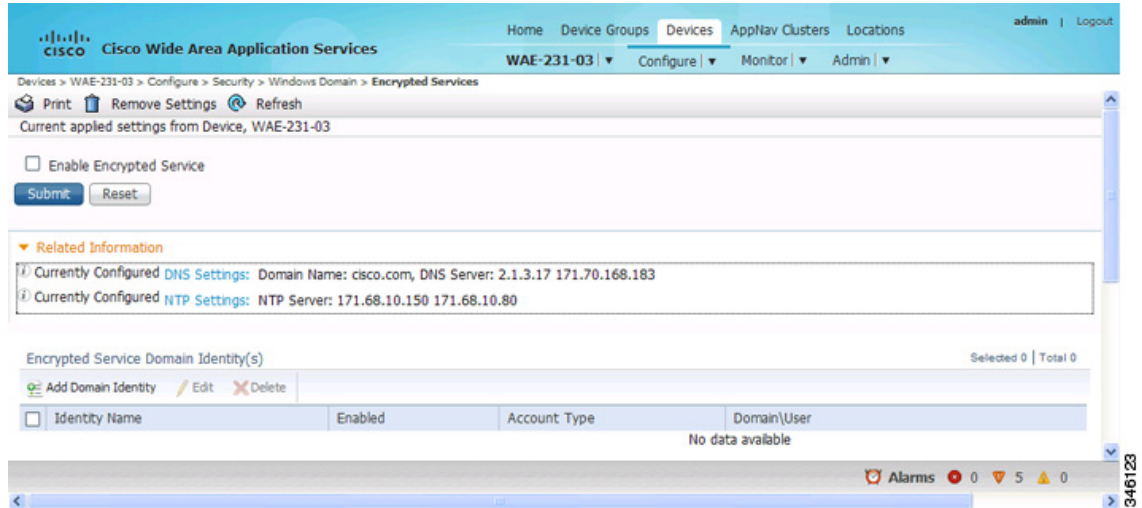 Home Device Groups Devices AppNav Clusters Locations
admin | Logout
CISCO Cisco Wide Area Application Services
WAE-231-03 | Configure | Monitor | Admin |
Devices > WAE-231-03 > Configure > Security > Windows Domain > Encrypted Services
Print Remove Settings Refresh
Current applied settings from Device, WAE-231-03
Enable Encrypted Service
Submit Reset
Related Information
Currently Configured DNS Settings: Domain Name: cisco.com, DNS Server: 2.1.3.17 171.70.168.183
Currently Configured NTP Settings: NTP Server: 171.68.10.150 171.68.10.80
Encrypted Service Domain Identity(s)
Selected 0 | Total 0
Add Domain Identity Edit Delete
Identity Name Enabled Account Type Domain\User
No data available
Alarms 0 5 0
346123